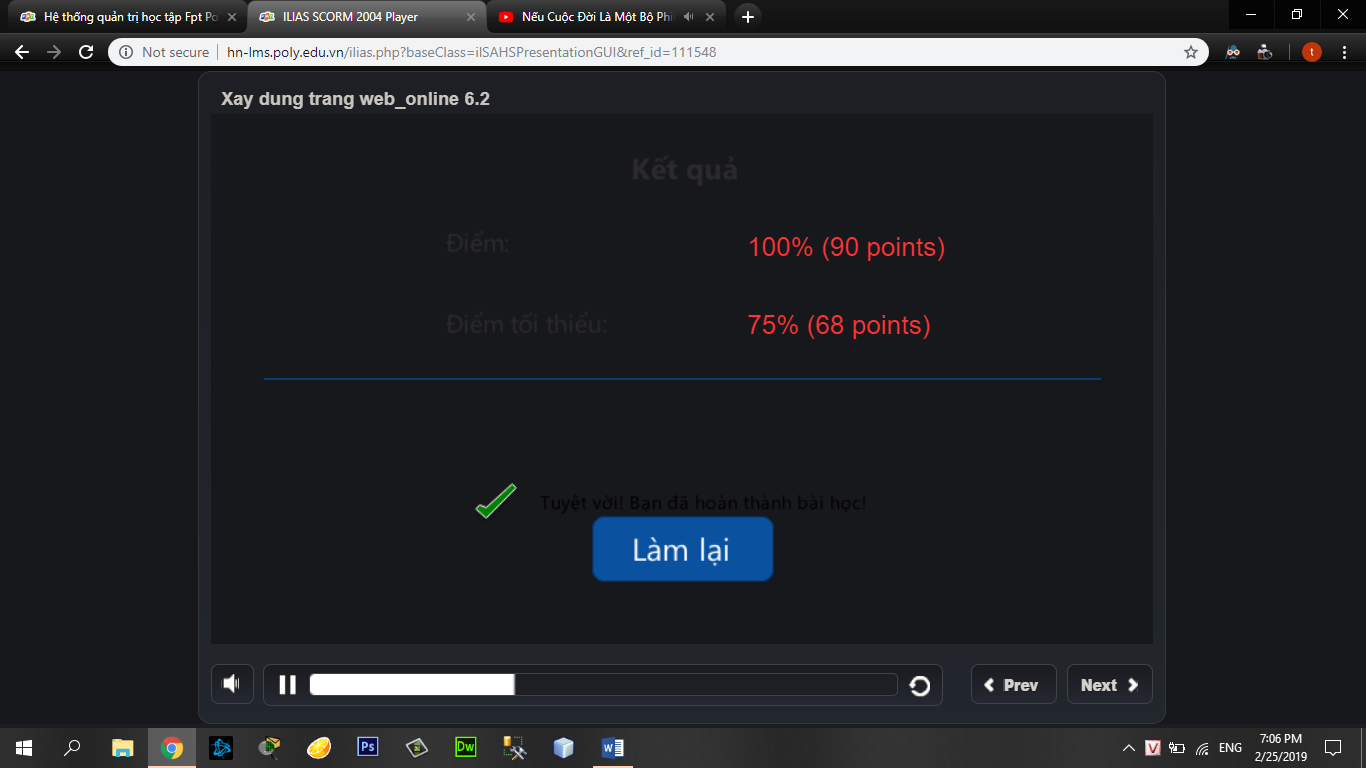 Hệ thống quản trị học tập Fpt Po
ILIAS SCORM 2004 Player
Nếu Cuộc Đời Là Một Bộ Phi
Not secure
hn-lms.poly.edu.vn/ilias.php?baseClass=ilSAHSPresentationGUI&ref_id=111548
t
Xay dung trang web_online 6.2
Kết quả
Điểm: 100% (90 points)
Điểm tối thiểu: 75% (68 points)
Tuyệt vời! Bạn đã hoàn thành bài học!
Làm lại
Prev
Next
Ps
Dw
V
ENG
7:06 PM
2/25/2019